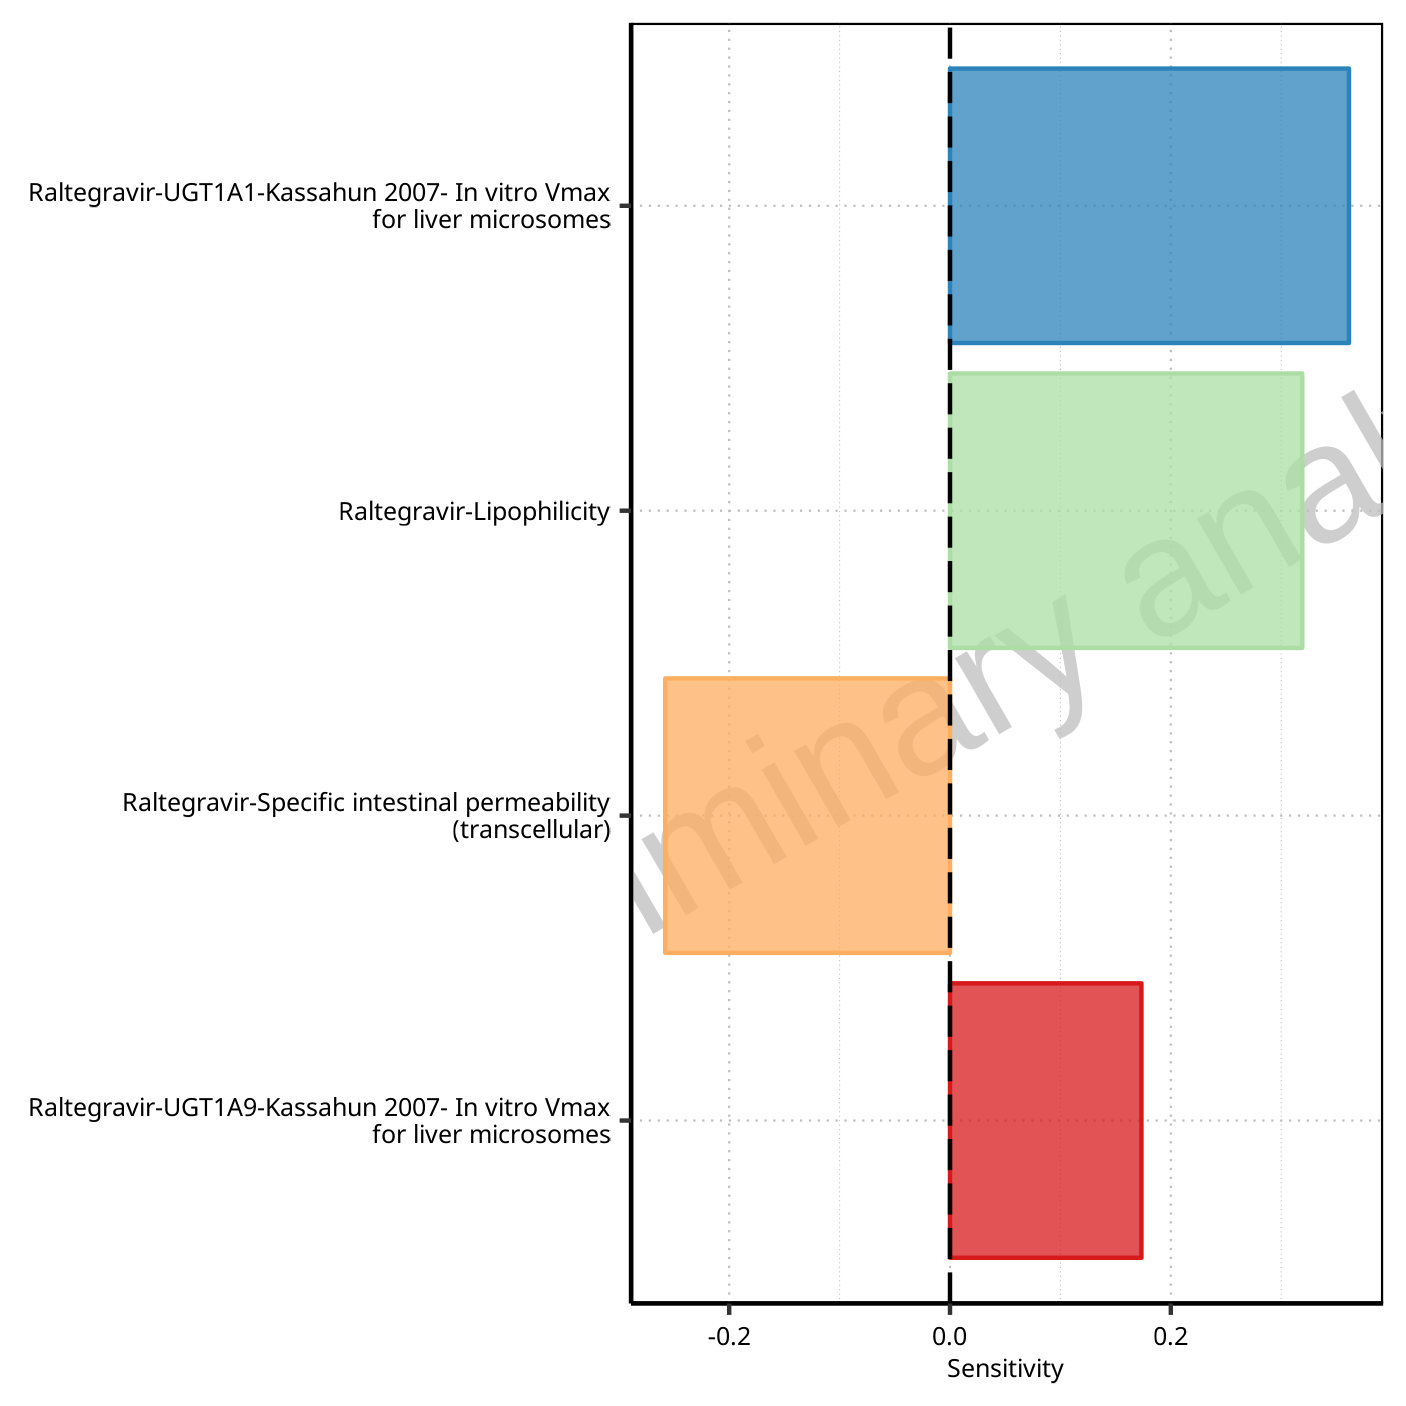 Raltegravir-UGT1A1-Kassahun 2007- In vitro Vmax
for liver microsomes
Raltegravir-Lipophilicity
Raltegravir-Specific intestinal permeability
(transcellular)
Raltegravir-UGT1A9-Kassahun 2007- In vitro Vmax
for liver microsomes
minary anal
-0.2 0.0 0.2
Sensitivity